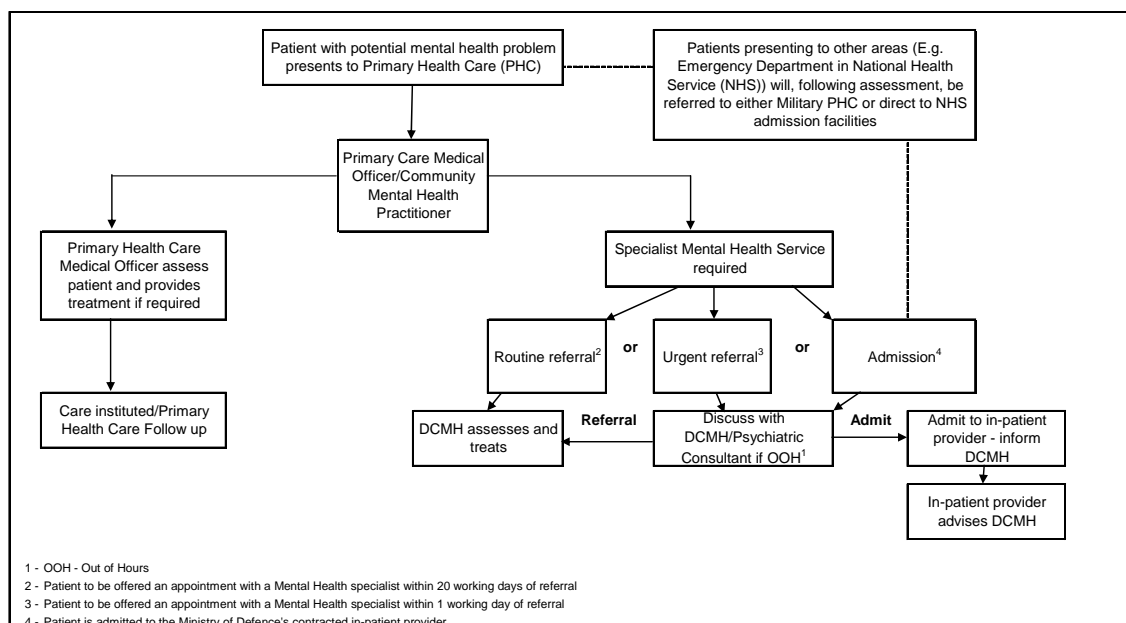 Patient with potential mental health problem
presents to Primary Health Care (PHC)
Patients presenting to other areas (E.g.
Emergency Department in National Health
Service (NHS)) will, following assessment, be
referred to either Military PHC or direct to NHS
admission facilities
Primary Care Medical
Officer/Community
Mental Health
Practitioner
Primary Health Care
Medical Officer assess
patient and provides
treatment if required
Specialist Mental Health Service
required
Routine referral²
or
Urgent referral³
or
Admission⁴
Care instituted/Primary
Health Care Follow up
DCMH assesses and
treats
Referral
Discuss with
DCMH/Psychiatric
Consultant if OOH¹
Admit
Admit to in-patient
provider - inform
DCMH
In-patient provider
advises DCMH
1 - OOH - Out of Hours
2 - Patient to be offered an appointment with a Mental Health specialist within 20 working days of referral
3 - Patient to be offered an appointment with a Mental Health specialist within 1 working day of referral
4 - Patient is admitted to the Ministry of Defence's contracted in-patient provider